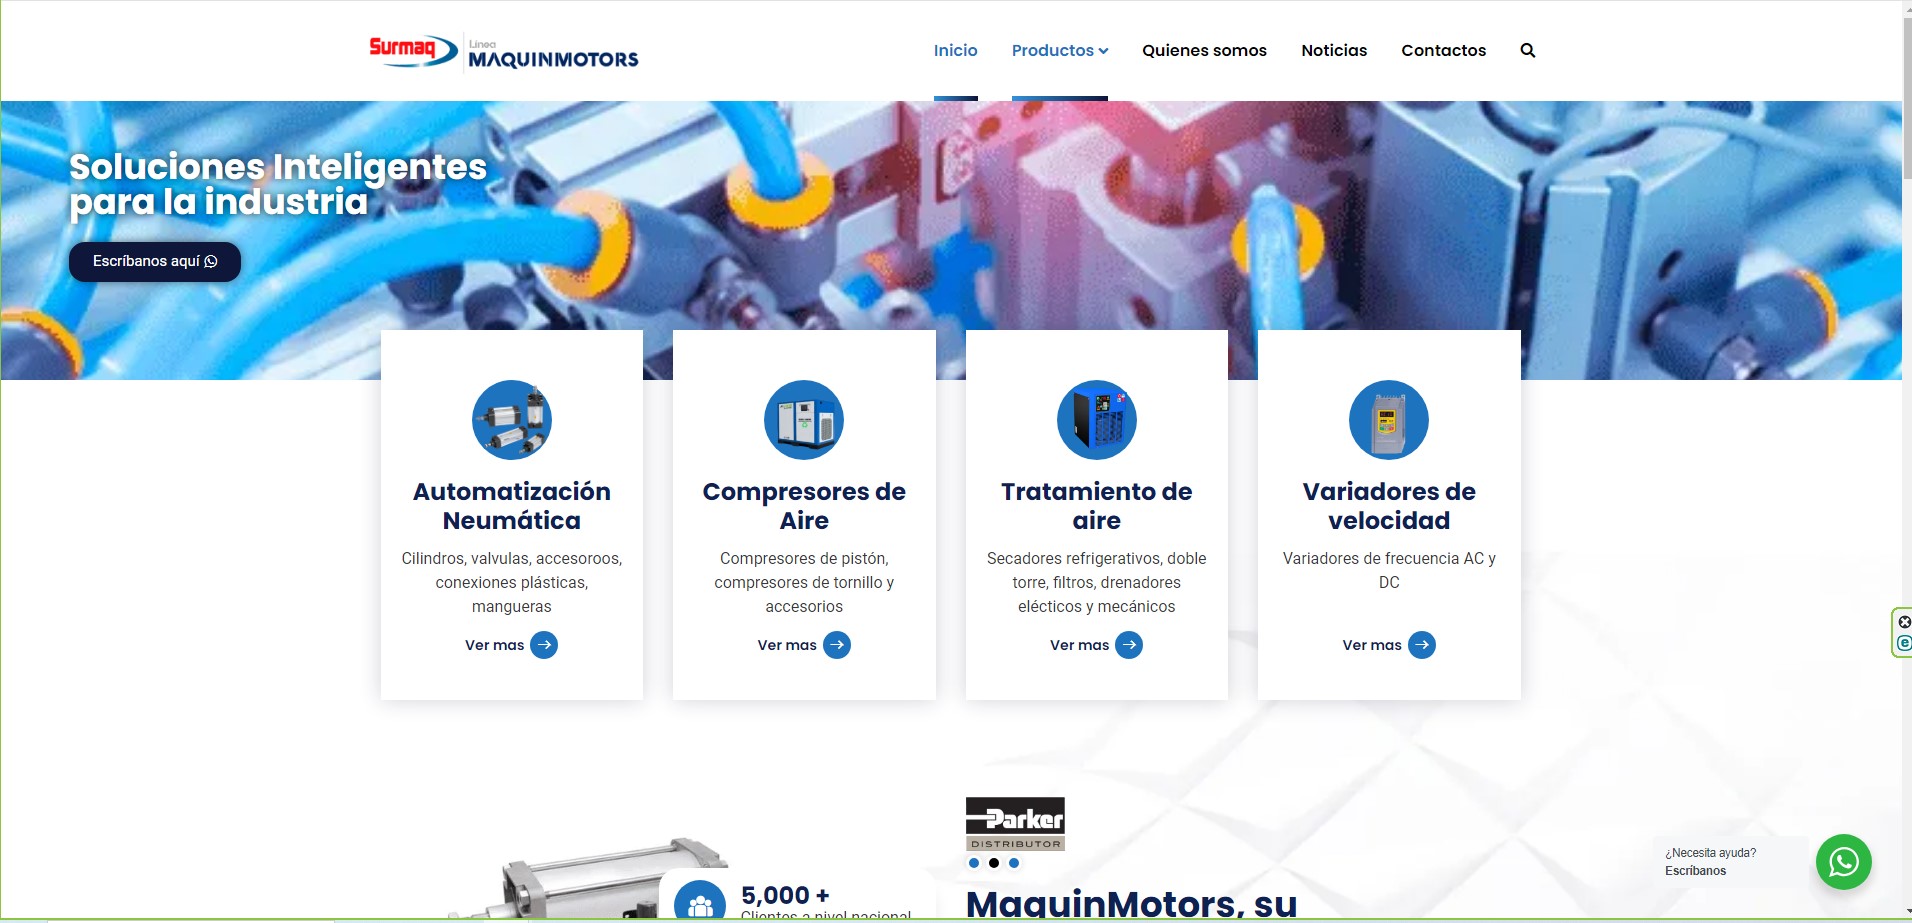 Surmaq
Línea
MAQUINMOTORS
Inicio
Productos
Quienes somos
Noticias
Contactos
Soluciones Inteligentes
para la industria
Escríbanos aquí
Automatización
Neumática
Cilindros, valvulas, accesoroos,
conexiones plásticas,
mangueras
Ver mas
Compresores de
Aire
Compresores de pistón,
compresores de tornillo y
accesorios
Ver mas
Tratamiento de
aire
Secadores refrigerativos, doble
torre, filtros, drenadores
elécticos y mecánicos
Ver mas
Variadores de
velocidad
Variadores de frecuencia AC y
DC
Ver mas
5,000 +
Clientes a nivel nacional
Parker
DISTRIBUTOR
MaquinMotors, su
¿Necesita ayuda?
Escríbanos